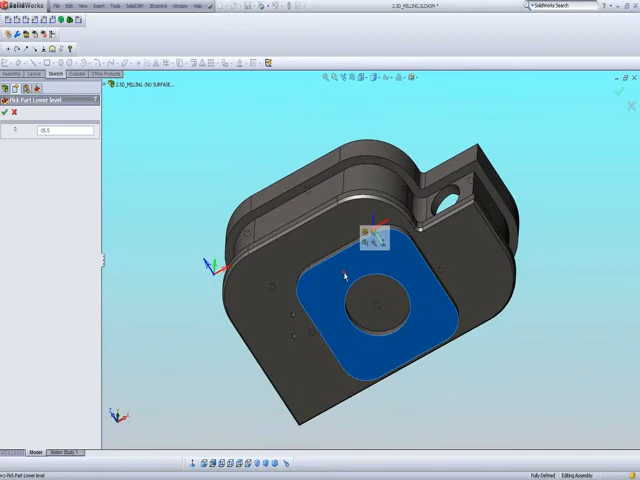 SolidWorks
File Edit View Insert Tools SolidCAM 3Dconnexion Window Help
2.5D_MILLING.SLDASM *
SolidWorks Search
Assembly Layout Sketch Evaluate Office Products
2.5D_MILLING (NO SURFACE...
Pick Part Lower level
?
-35.5
Model Motion Study 1
Pick Part Lower level
Fully Defined Editing Assembly